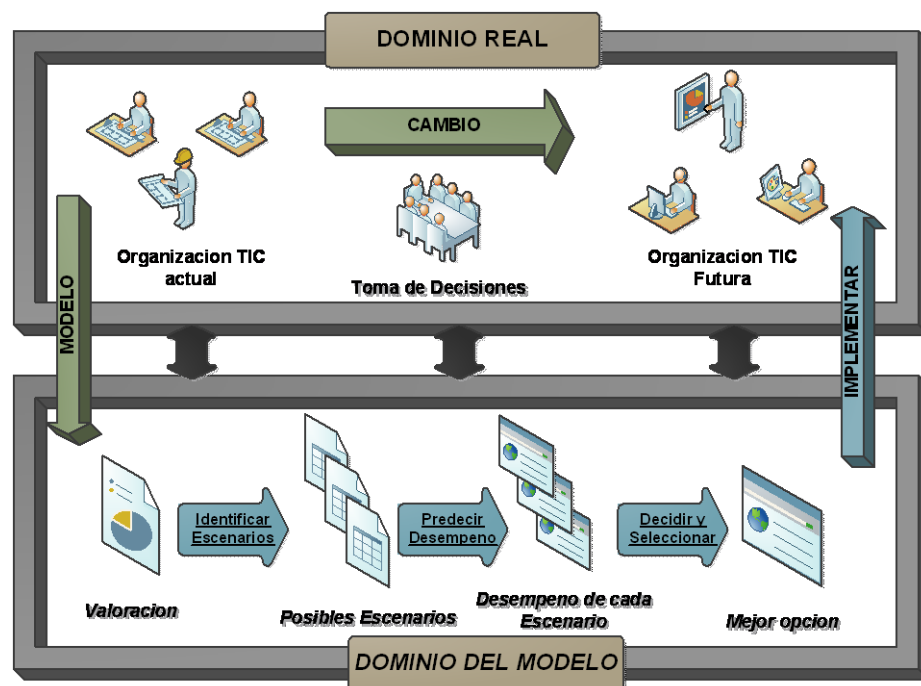 DOMINIO REAL
CAMBIO
Organizacion TIC
actual
Toma de Decisiones
Organizacion TIC
Futura
MODELO
IMPLEMENTAR
Identificar
Escenarios
Predecir
Desempeno
Decidir y
Seleccionar
Valoracion
Posibles Escenarios
Desempeno de cada
Escenario
Mejor opcion
DOMINIO DEL MODELO